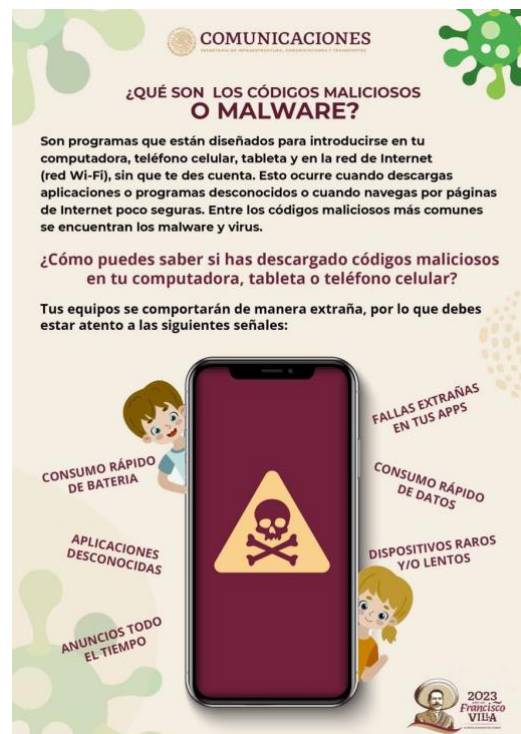 COMUNICACIONES
SECRETARÍA DE INFRAESTRUCTURA, COMUNICACIONES Y TRANSPORTES
¿QUÉ SON LOS CÓDIGOS MALICIOSOS
O MALWARE?
Son programas que están diseñados para introducirse en tu
computadora, teléfono celular, tableta y en la red de Internet
(red Wi-Fi), sin que te des cuenta. Esto ocurre cuando descargas
aplicaciones o programas desconocidos o cuando navegas por páginas
de Internet poco seguras. Entre los códigos maliciosos más comunes
se encuentran los malware y virus.
¿Cómo puedes saber si has descargado códigos maliciosos
en tu computadora, tableta o teléfono celular?
Tus equipos se comportarán de manera extraña, por lo que debes
estar atento a las siguientes señales:
CONSUMO RÁPIDO
DE BATERIA
APLICACIONES
DESCONOCIDAS
ANUNCIOS TODO
EL TIEMPO
FALLAS EXTRAÑAS
EN TUS APPS
CONSUMO RÁPIDO
DE DATOS
DISPOSITIVOS RAROS
Y/O LENTOS
2023
Francisco
VILLA